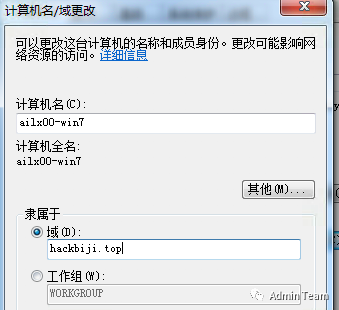 计算机名/域更改
可以更改这台计算机的名称和成员身份。更改可能影响网
络资源的访问。详细信息
计算机名(C):
ailx00-win7
计算机全名:
ailx00-win7
其他(M)...
隶属于
域(D):
hackbiji.top
工作组(W):
WORKGROUP
Admin Team